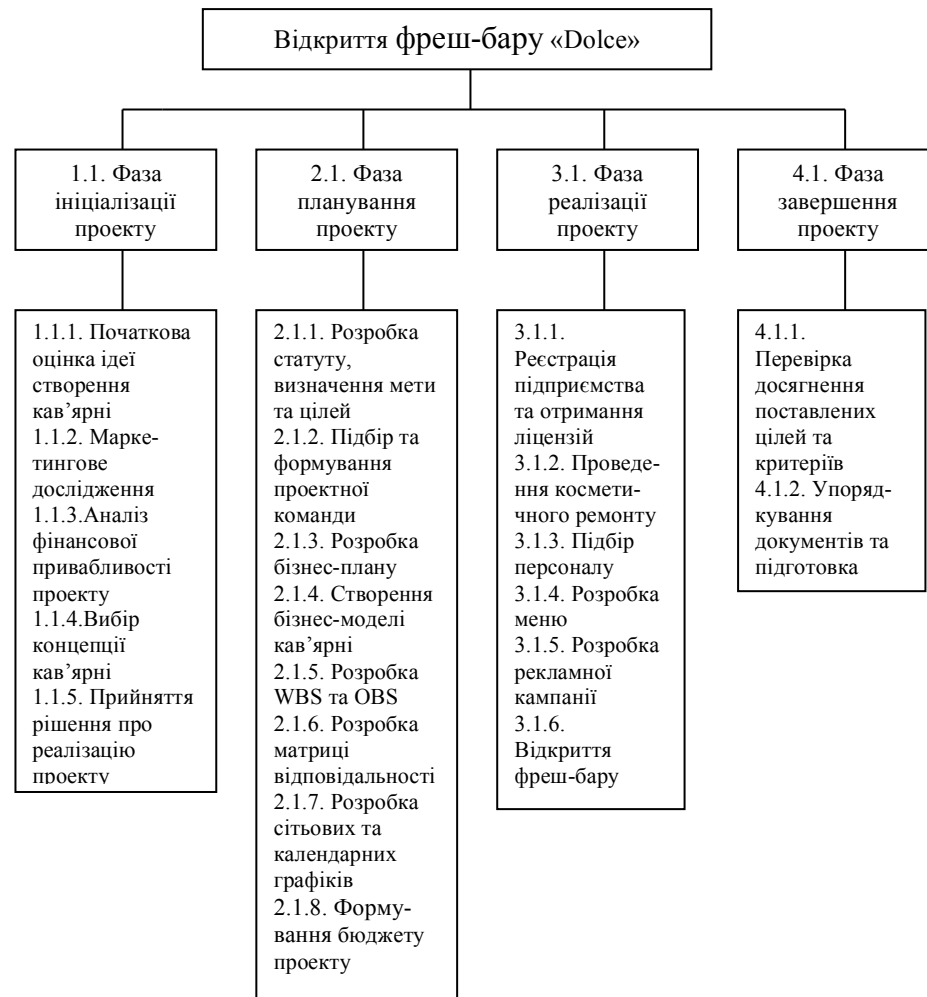 Відкриття фреш-бару «Dolce»
1.1. Фаза
ініціалізації
проекту
2.1. Фаза
планування
проекту
3.1. Фаза
реалізації
проекту
4.1. Фаза
завершення
проекту
1.1.1. Початкова
оцінка ідеї
створення
кав’ярні
1.1.2. Марке-
тингове
дослідження
1.1.3.Аналіз
фінансової
привабливості
проекту
1.1.4.Вибір
концепції
кав’ярні
1.1.5. Прийняття
рішення про
реалізацію
проекту
2.1.1. Розробка
статуту,
визначення мети
та цілей
2.1.2. Підбір та
формування
проектної
команди
2.1.3. Розробка
бізнес-плану
2.1.4. Створення
бізнес-моделі
кав’ярні
2.1.5. Розробка
WBS та OBS
2.1.6. Розробка
матриці
відповідальності
2.1.7. Розробка
сітьових та
календарних
графіків
2.1.8. Форму-
вання бюджету
проекту
3.1.1.
Реєстрація
підприємства
та отримання
ліцензій
3.1.2. Проведе-
ння космети-
чного ремонту
3.1.3. Підбір
персоналу
3.1.4. Розробка
меню
3.1.5. Розробка
рекламної
кампанії
3.1.6.
Відкриття
фреш-бару
4.1.1.
Перевірка
досягнення
поставлених
цілей та
критеріїв
4.1.2. Упоряд-
кування
документів та
підготовка